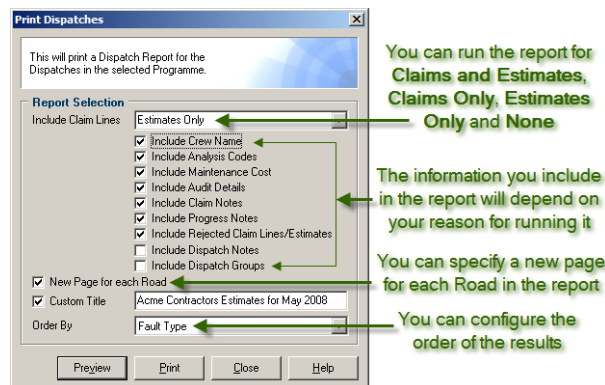 Print Dispatches
This will print a Dispatch Report for the
Dispatches in the selected Programme.
Report Selection
Include Claim Lines
Estimates Only
Include Crew Name
Include Analysis Codes
Include Maintenance Cost
Include Audit Details
Include Claim Notes
Include Progress Notes
Include Rejected Claim Lines/Estimates
Include Dispatch Notes
Include Dispatch Groups
New Page for each Road
Custom Title
Acme Contractors Estimates for May 2008
Order By
Fault Type
Preview
Print
Close
Help
You can run the report for
Claims and Estimates,
Claims Only, Estimates
Only and None
The information you include
in the report will depend on
your reason for running it
You can specify a new page
for each Road in the report
You can configure the
order of the results